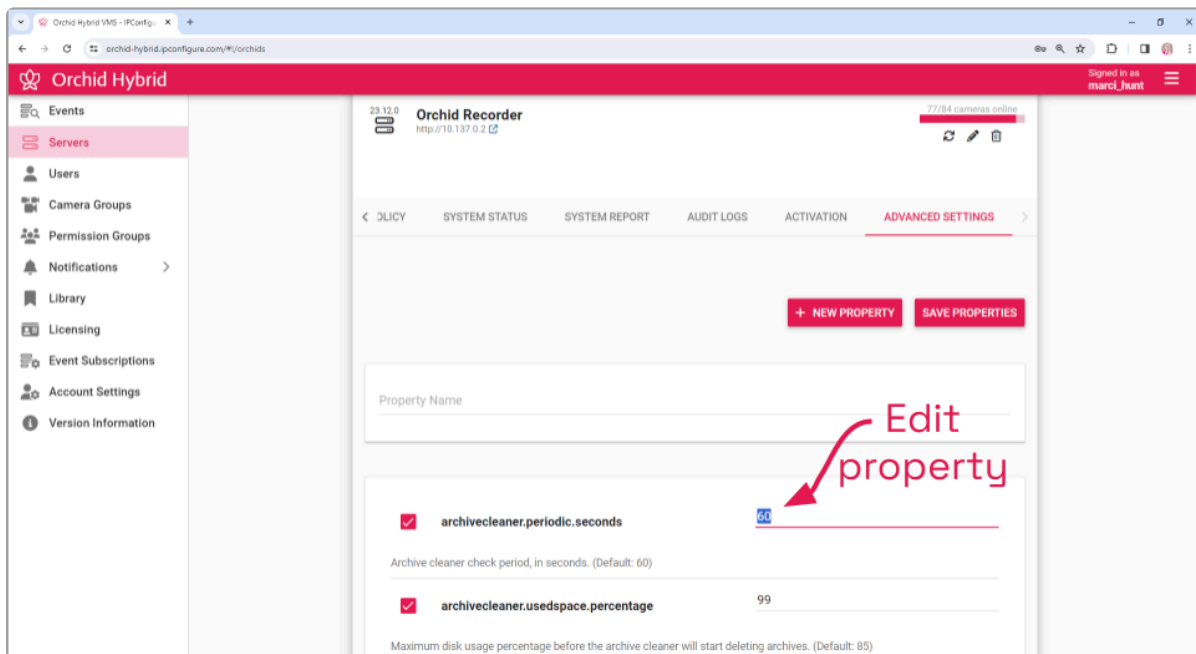 Orchid Hybrid VMS - IPConfigu
orchid-hybrid.ipconfigure.com/#!/orchids
Orchid Hybrid
Signed in as
marci_hunt
Events
Servers
Users
Camera Groups
Permission Groups
Notifications
Library
Licensing
Event Subscriptions
Account Settings
Version Information
23.12.0
Orchid Recorder
http://10.137.0.2
77/84 cameras online
OLICY SYSTEM STATUS SYSTEM REPORT AUDIT LOGS ACTIVATION ADVANCED SETTINGS
+ NEW PROPERTY SAVE PROPERTIES
Property Name
Edit
property
archivecleaner.periodic.seconds 60
Archive cleaner check period, in seconds. (Default: 60)
archivecleaner.usedspace.percentage 99
Maximum disk usage percentage before the archive cleaner will start deleting archives. (Default: 85)